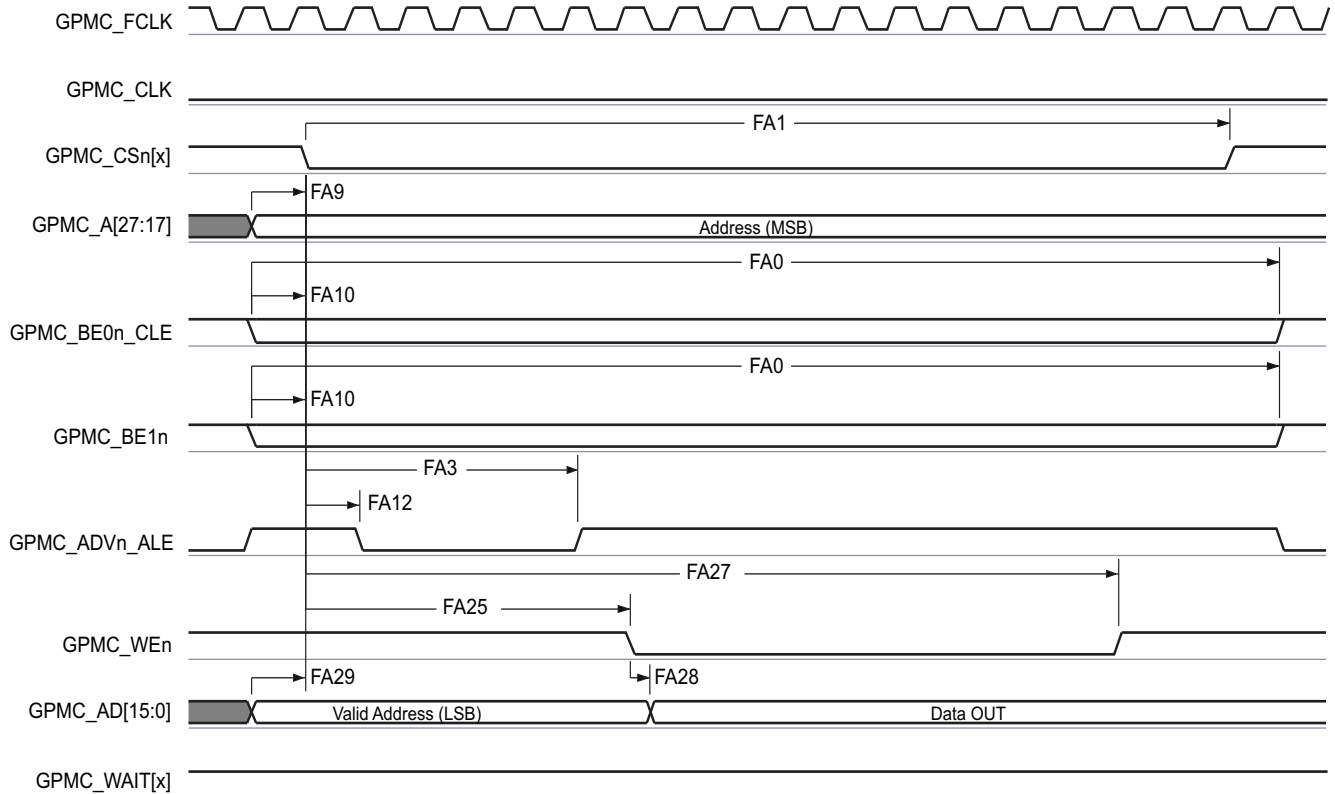 GPMC_FCLK
GPMC_CLK
FA1
GPMC_CSn[x]
FA9
GPMC_A[27:17]
Address (MSB)
FA0
FA10
GPMC_BE0n_CLE
FA0
FA10
GPMC_BE1n
FA3
FA12
GPMC_ADVn_ALE
FA27
FA25
GPMC_WEn
FA29
FA28
GPMC_AD[15:0]
Valid Address (LSB)
Data OUT
GPMC_WAIT[x]